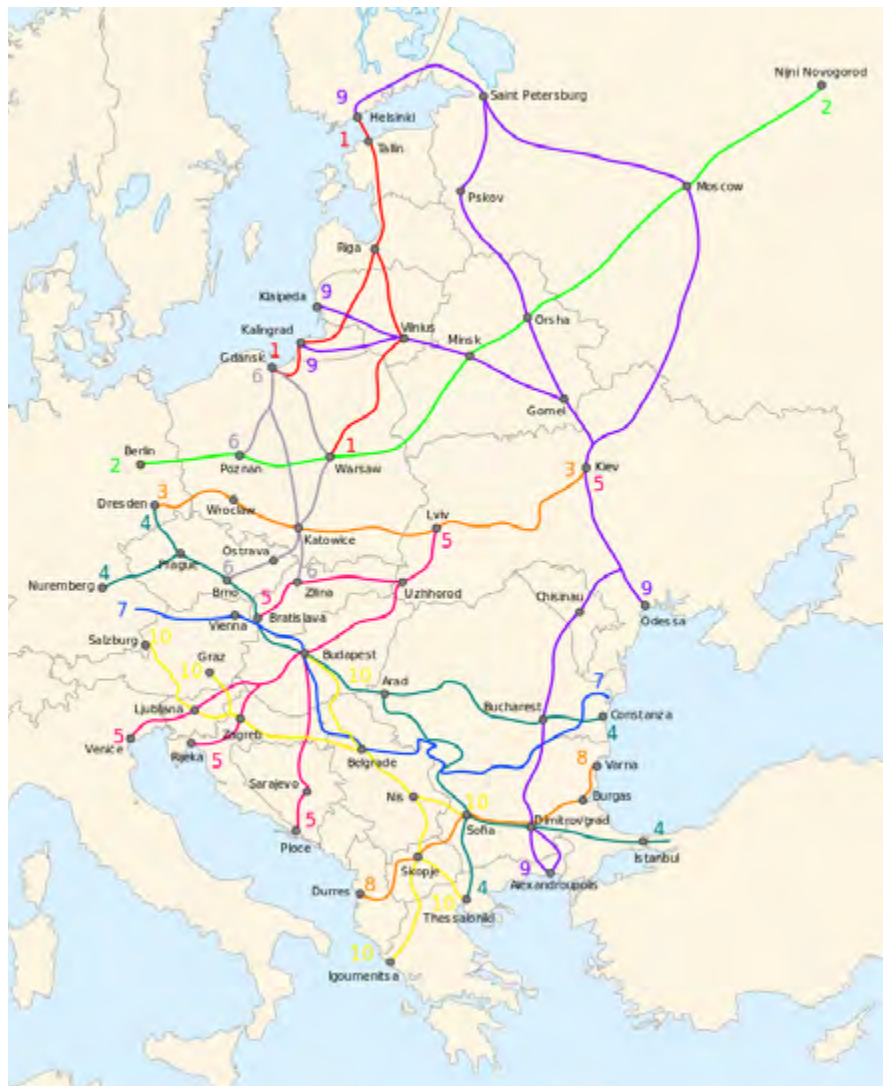 Nijni Novogorod
2
9
Saint Petersburg
Helsinki
1
Tallin
Moscow
Pskov
Riga
Klaipeda
9
Kalingrad
Vilnius
Minsk
Orsha
Gdansk
1
9
6
Gomel
6
Berlin
2
Poznan
1
Warsaw
3
Kiev
5
Dresden
3
4
Wroclaw
Lviv
5
Katowice
Ostrava
Prague
4
Nuremberg
6
Brno
6
Zlina
Uzhhorod
5
Chisinau
9
Odessa
7
Vienna
Bratislava
Salzburg
10
Graz
10
Budapest
10
Arad
7
Ljubljana
Bucharest
Constanza
4
Zagreb
Venice
5
Rijeka
5
Belgrade
8
Varna
Sarajevo
Nis
10
Burgas
5
Ploce
Sofia
Dimitrovgrad
4
Istanbul
Skopje
9
Alexandroupolis
Durres
8
10
4
Thessaloniki
10
Igoumenitsa